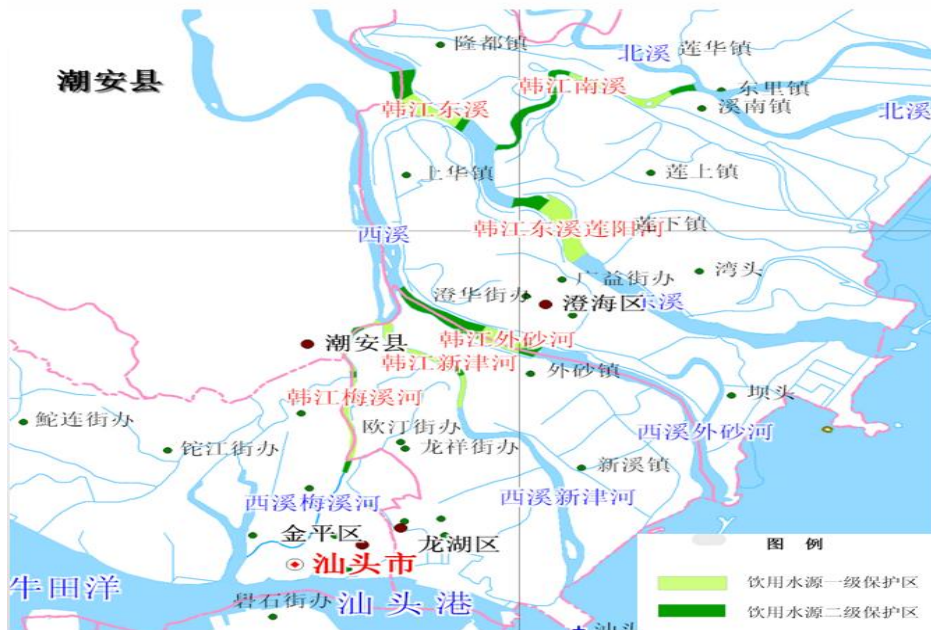 隆都镇
北溪
莲华镇
潮安县
韩江南溪
东里镇
韩江东溪
溪南镇
北溪
上华镇
莲上镇
韩江东溪莲阳河
莲下镇
西溪
湾头
广益街办
澄华街办
澄海区
东溪
韩江外砂河
潮安县
韩江新津河
外砂镇
韩江梅溪河
坝头
鮀连街办
欧汀街办
西溪外砂河
鮀江街办
龙祥街办
新溪镇
西溪梅溪河
西溪新津河
金平区
龙湖区
图 例
汕头市
饮用水源一级保护区
牛田洋
礐石街办
汕头港
饮用水源二级保护区